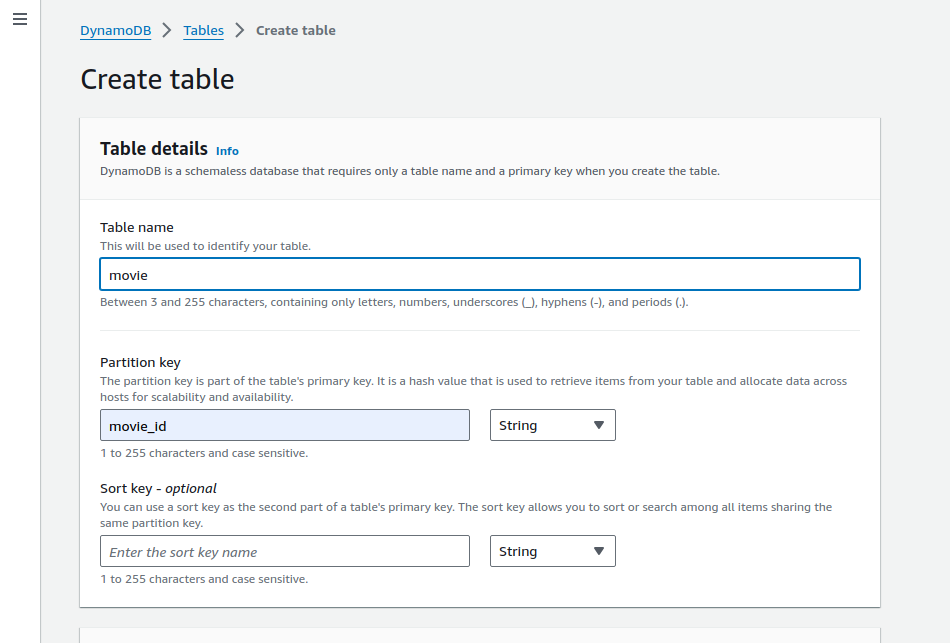 DynamoDB > Tables > Create table
Create table
Table details Info
DynamoDB is a schemaless database that requires only a table name and a primary key when you create the table.
Table name
This will be used to identify your table.
movie
Between 3 and 255 characters, containing only letters, numbers, underscores (_), hyphens (-), and periods (.).
Partition key
The partition key is part of the table's primary key. It is a hash value that is used to retrieve items from your table and allocate data across
hosts for scalability and availability.
movie_id String
1 to 255 characters and case sensitive.
Sort key - optional
You can use a sort key as the second part of a table's primary key. The sort key allows you to sort or search among all items sharing the
same partition key.
Enter the sort key name String
1 to 255 characters and case sensitive.